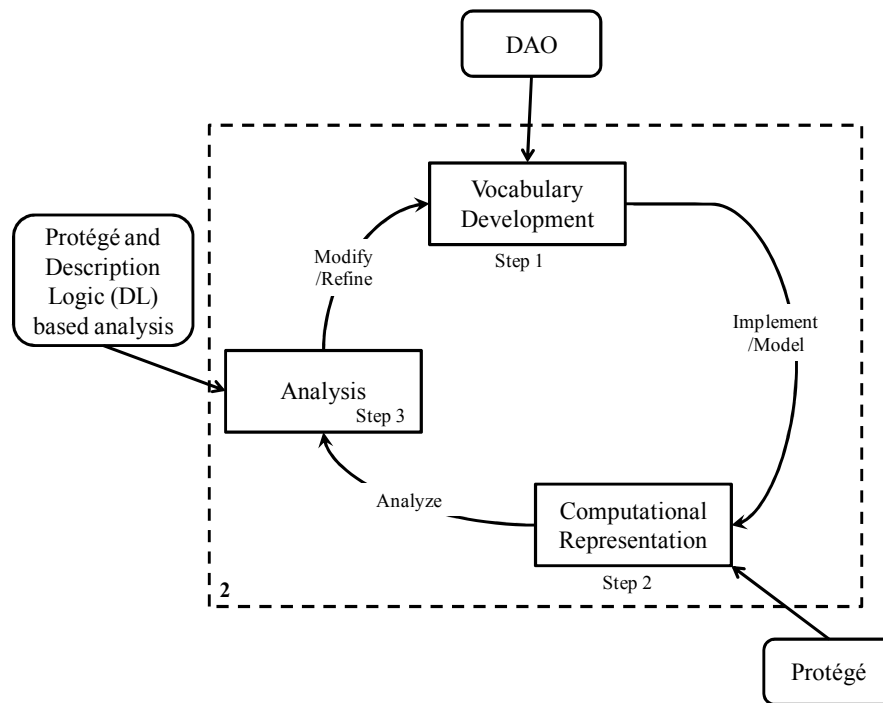 DAO
Vocabulary
Development
Step 1
Modify
/Refine
Protégé and
Description
Logic (DL)
based analysis
Implement
/Model
Analysis
Step 3
Analyze
Computational
Representation
Step 2
2
Protégé